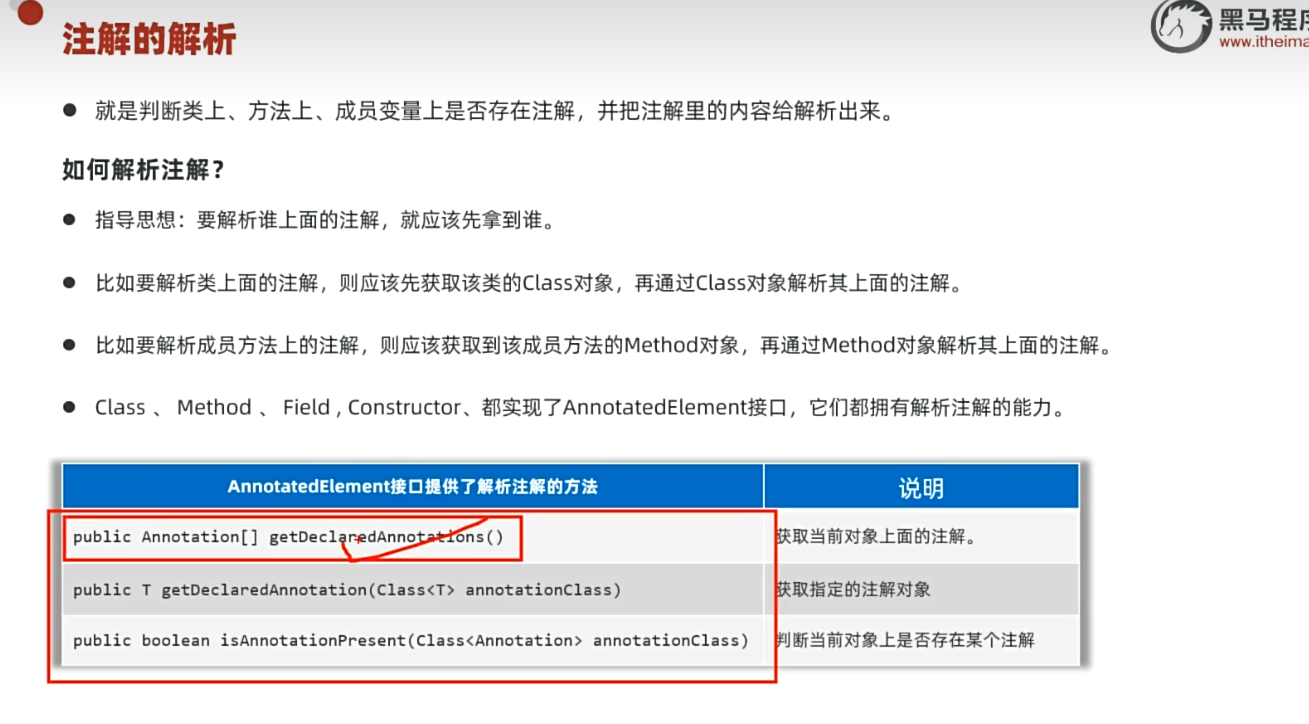 注解的解析
黑马程序
www.itheima
就是判断类上、方法上、成员变量上是否存在注解，并把注解里的内容给解析出来。
如何解析注解？
指导思想：要解析谁上面的注解，就应该先拿到谁。
比如要解析类上面的注解，则应该先获取该类的Class对象，再通过Class对象解析其上面的注解。
比如要解析成员方法上的注解，则应该获取到该成员方法的Method对象，再通过Method对象解析其上面的注解。
Class 、 Method 、 Field , Constructor、都实现了AnnotatedElement接口，它们都拥有解析注解的能力。
AnnotatedElement接口提供了解析注解的方法 说明
public Annotation[] getDeclaredAnnotations() 获取当前对象上面的注解。
public T getDeclaredAnnotation(Class<T> annotationClass) 获取指定的注解对象
public boolean isAnnotationPresent(Class<Annotation> annotationClass) 判断当前对象上是否存在某个注解